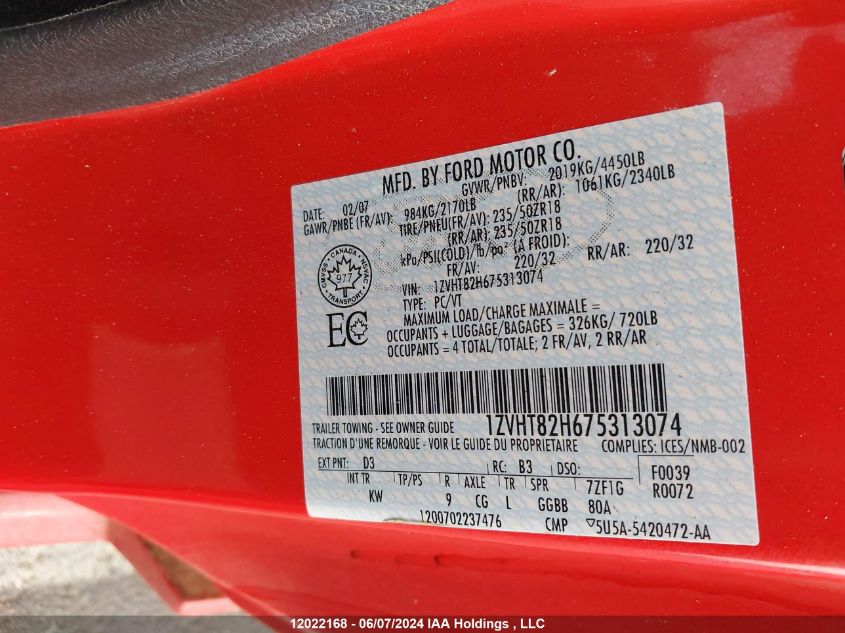 MFD. BY FORD MOTOR CO.
DATE: 02/07 GVWR/PNBV: 2019KG/4450LB
GAWR/PNBE (FR/AV): 984KG/2170LB (RR/AR): 1061KG/2340LB
TIRE/PNEU(FR/AV): 235/50ZR18
(RR/AR): 235/50ZR18
kPa/PSI(COLD)/lb/po² (A FROID):
FR/AV: 220/32 RR/AR: 220/32
CANADA
977
TRANSPORT
VIN: 1ZVHT82H675313074
TYPE: PC/VT
EC
MAXIMUM LOAD/CHARGE MAXIMALE =
OCCUPANTS + LUGGAGE/BAGAGES = 326KG/ 720LB
OCCUPANTS = 4 TOTAL/TOTALE; 2 FR/AV, 2 RR/AR
1ZVHT82H675313074
TRAILER TOWING - SEE OWNER GUIDE
TRACTION D'UNE REMORQUE - VOIR LE GUIDE DU PROPRIETAIRE COMPLIES: ICES/NMB-002
EXT PNT: D3 RC: B3 DSO: F0039
INT TR TP/PS R AXLE TR SPR 7ZF1G R0072
KW 9 CG L GGBB 80A
1200702237476 CMP ▽5U5A-5420472-AA
12022168 - 06/07/2024 IAA Holdings , LLC